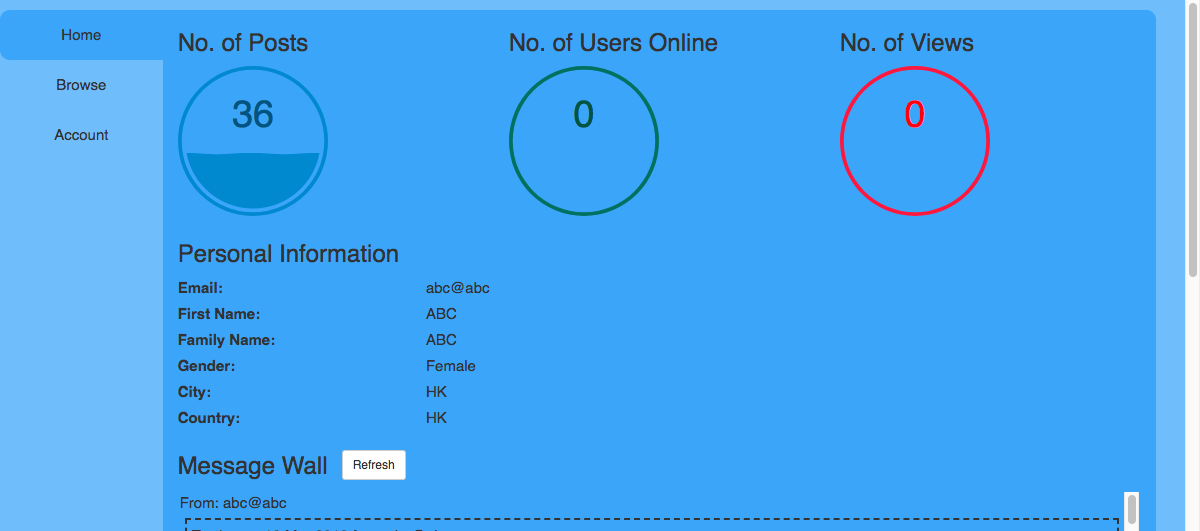 Home
Browse
Account
No. of Posts
36
No. of Users Online
0
No. of Views
0
Personal Information
Email: abc@abc
First Name: ABC
Family Name: ABC
Gender: Female
City: HK
Country: HK
Message Wall Refresh
From: abc@abc